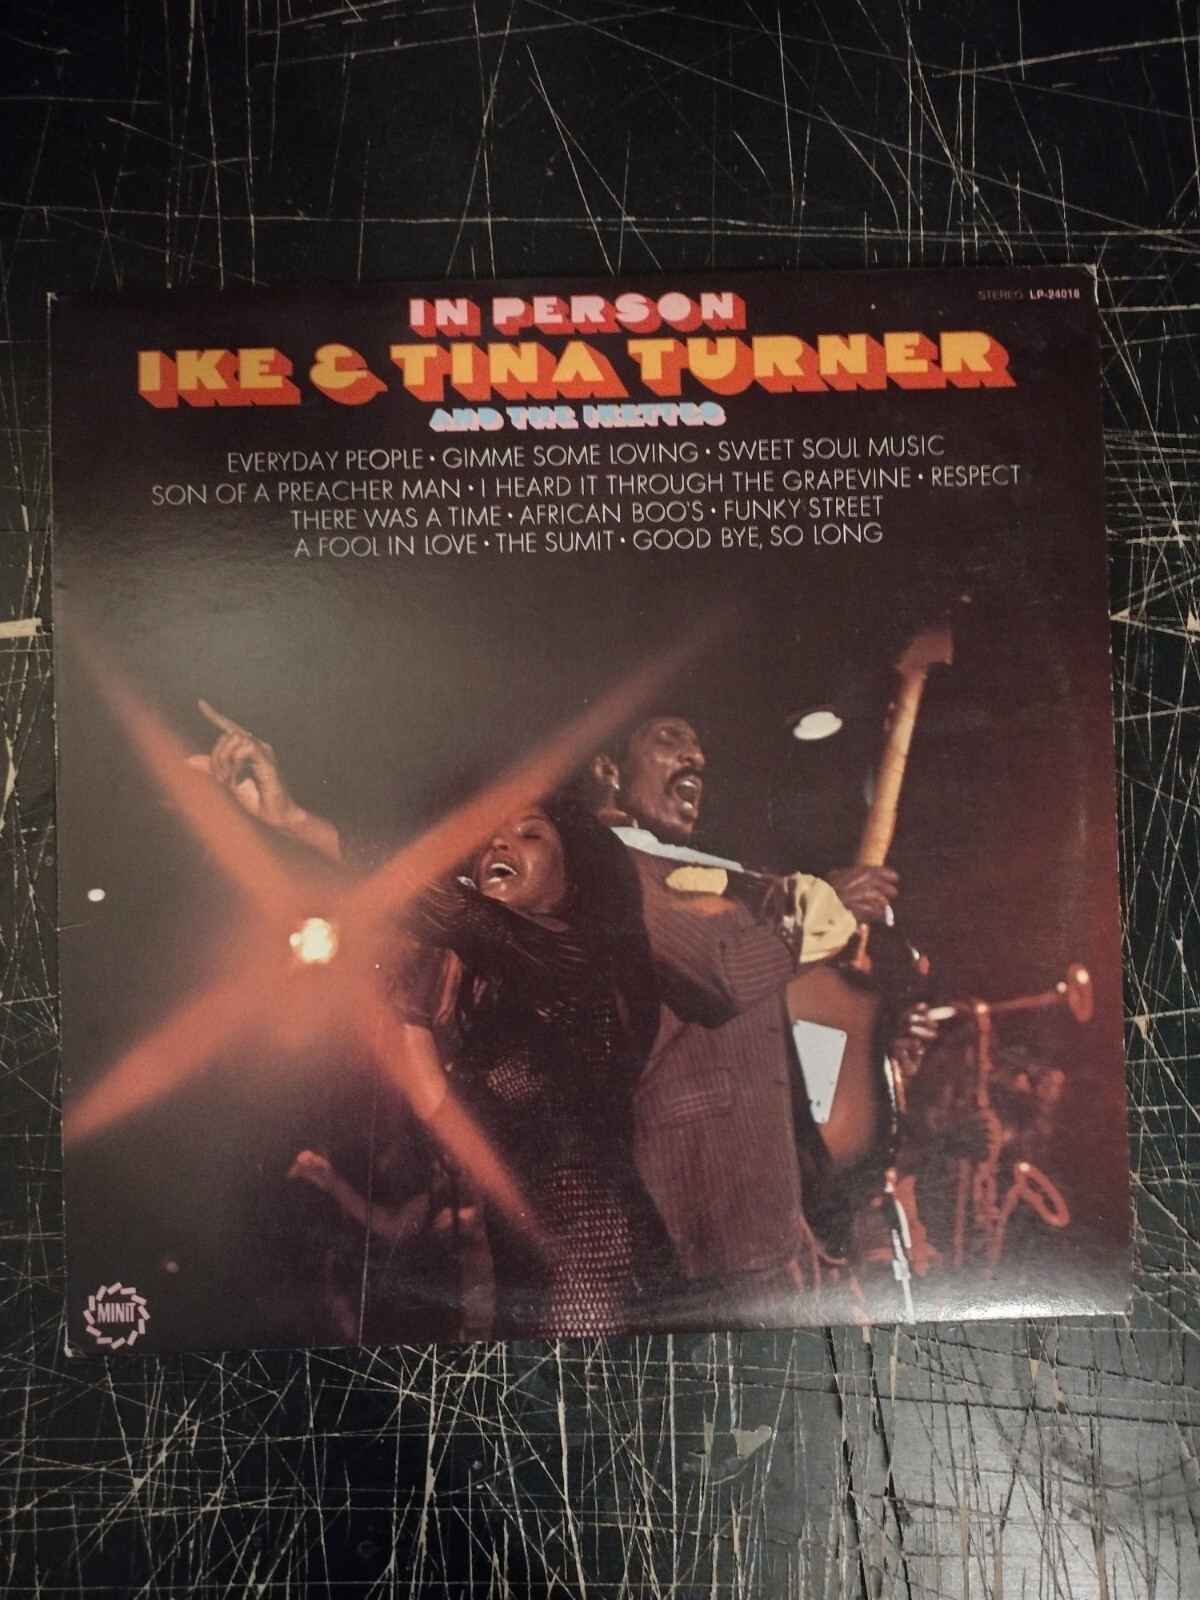 IN PERSON
STEREO LP-24018
IKE & TINA TURNER
AND THE IKETTES
EVERYDAY PEOPLE • GIMME SOME LOVING • SWEET SOUL MUSIC
SON OF A PREACHER MAN • I HEARD IT THROUGH THE GRAPEVINE • RESPECT
THERE WAS A TIME • AFRICAN BOO'S • FUNKY STREET
A FOOL IN LOVE • THE SUMIT • GOOD BYE, SO LONG
MINIT